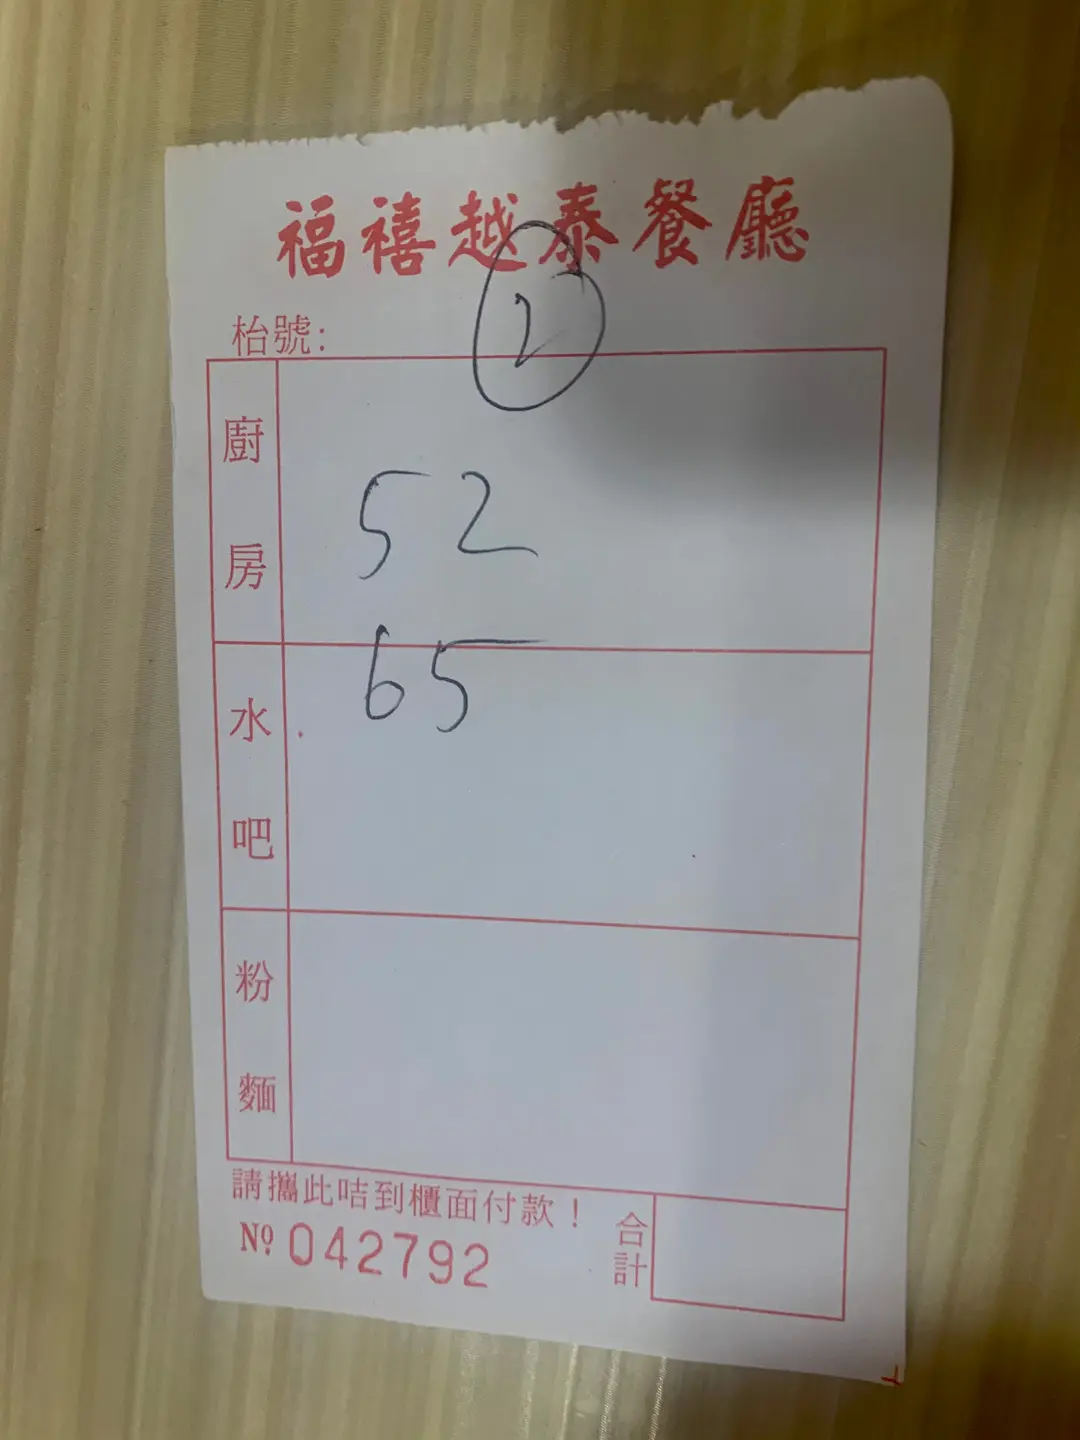 福禧越泰餐廳
枱號:
2
廚房
52
65
水吧
粉麵
請攜此咭到櫃面付款！
合計
Nº 042792